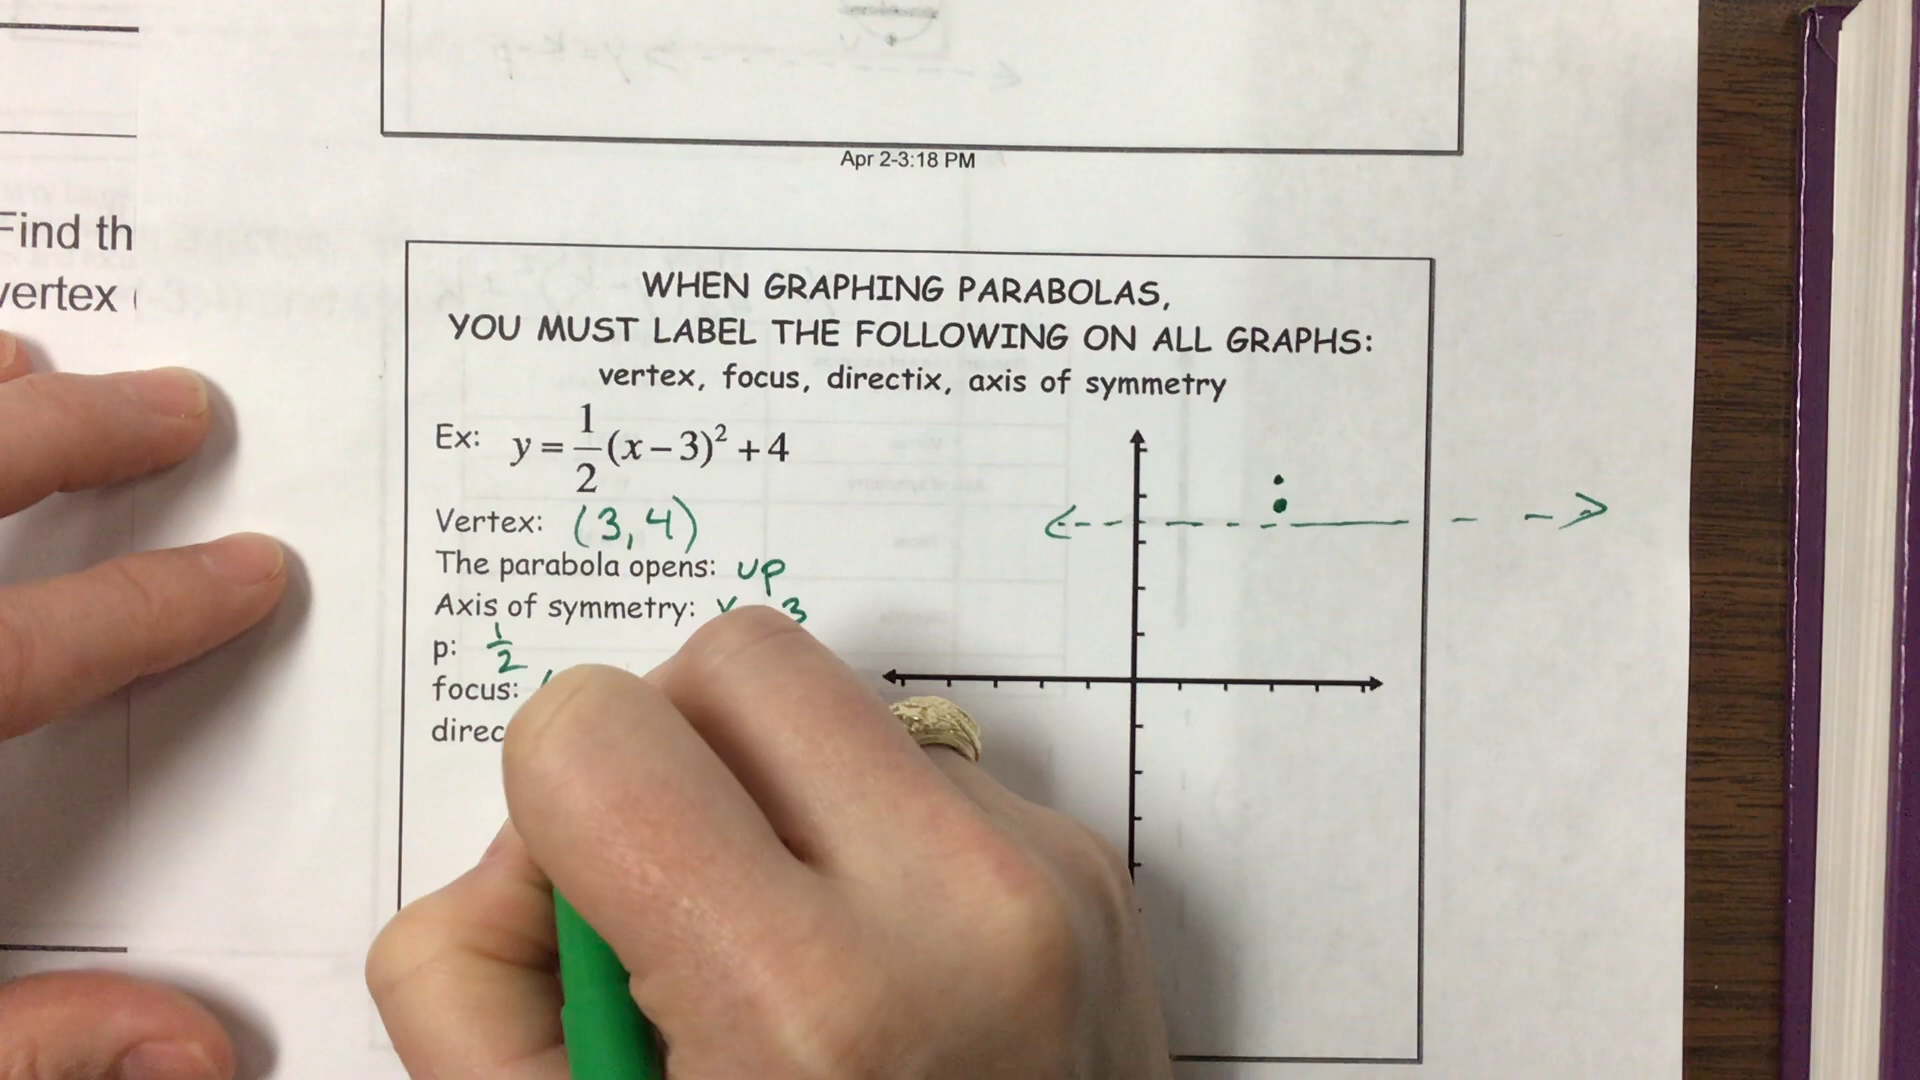 Apr 2-3:18 PM
Find th
vertex
WHEN GRAPHING PARABOLAS,
YOU MUST LABEL THE FOLLOWING ON ALL GRAPHS:
vertex, focus, directix, axis of symmetry
Ex: y = 1/2 (x − 3)² + 4
Vertex: (3, 4)
The parabola opens: up
Axis of symmetry: 3
p: 1/2
focus: (
direc